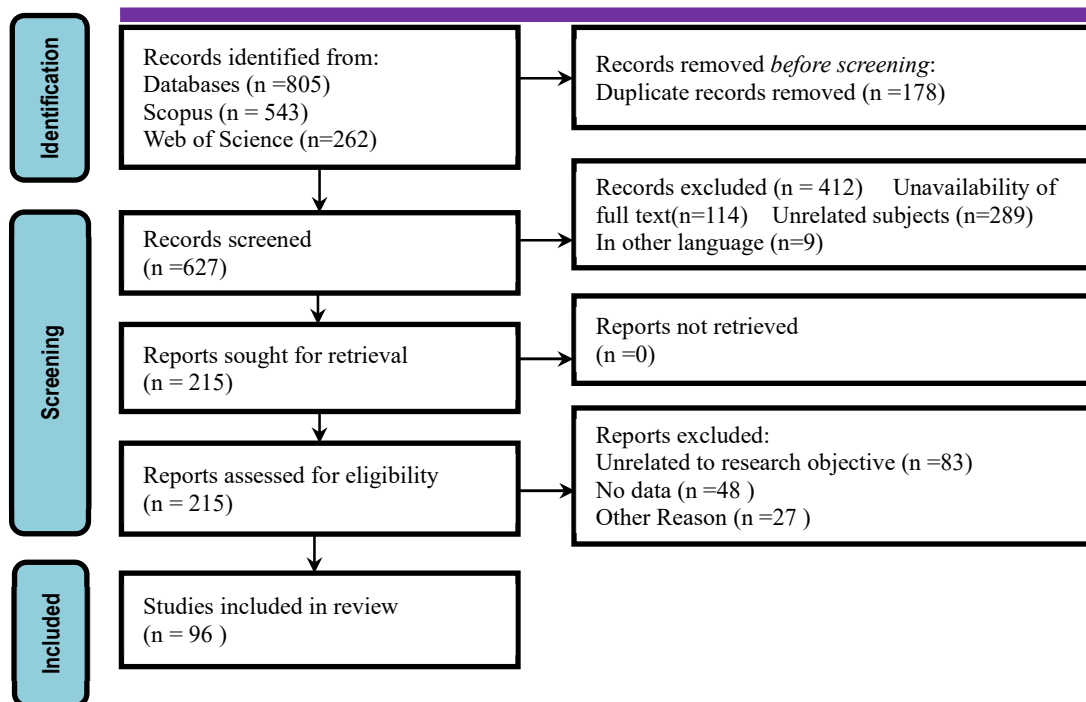 Identification
Records identified from:
Databases (n =805)
Scopus (n = 543)
Web of Science (n=262)
Records removed before screening:
Duplicate records removed (n =178)
Screening
Records screened
(n =627)
Records excluded (n = 412) Unavailability of
full text(n=114) Unrelated subjects (n=289)
In other language (n=9)
Reports sought for retrieval
(n = 215)
Reports not retrieved
(n =0)
Reports assessed for eligibility
(n = 215)
Reports excluded:
Unrelated to research objective (n =83)
No data (n =48 )
Other Reason (n =27 )
Included
Studies included in review
(n = 96 )